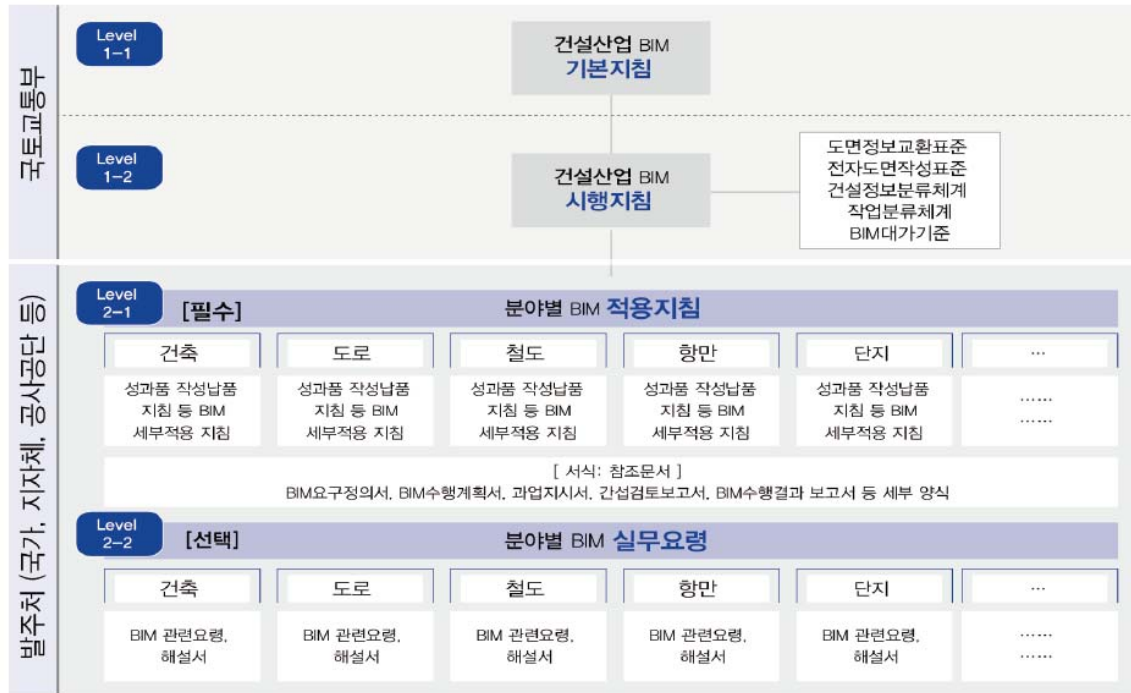 국토교통부
Level
1-1
건설산업 BIM
기본지침
Level
1-2
건설산업 BIM
시행지침
도면정보교환표준
전자도면작성표준
건설정보분류체계
작업분류체계
BIM대가기준
발주처 (국가, 지자체, 공사공단 등)
Level
2-1
[필수]
분야별 BIM 적용지침
건축
도로
철도
항만
단지
...
성과품 작성납품
지침 등 BIM
세부적용 지침
성과품 작성납품
지침 등 BIM
세부적용 지침
성과품 작성납품
지침 등 BIM
세부적용 지침
성과품 작성납품
지침 등 BIM
세부적용 지침
성과품 작성납품
지침 등 BIM
세부적용 지침
......
......
[ 서식: 참조문서 ]
BIM요구정의서, BIM수행계획서, 과업지시서, 간섭검토보고서, BIM수행결과 보고서 등 세부 양식
Level
2-2
[선택]
분야별 BIM 실무요령
건축
도로
철도
항만
단지
...
BIM 관련요령,
해설서
BIM 관련요령,
해설서
BIM 관련요령,
해설서
BIM 관련요령,
해설서
BIM 관련요령,
해설서
......
......